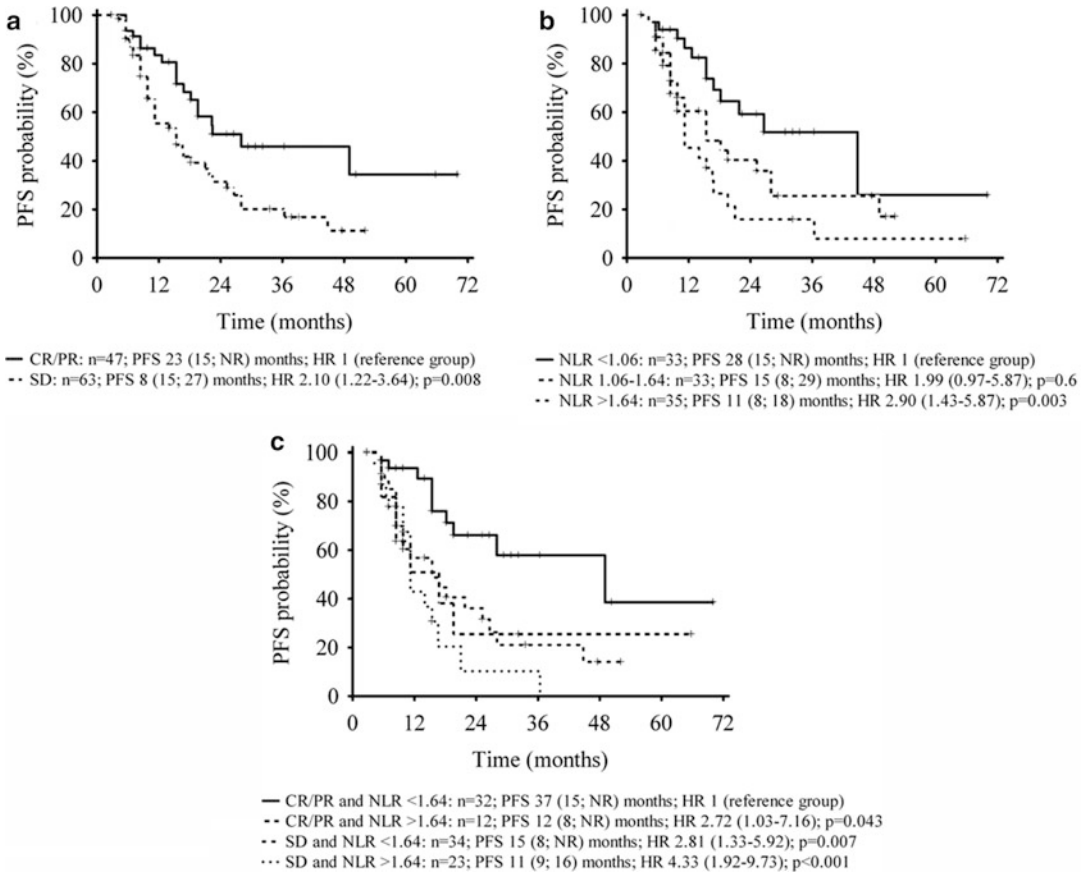 a
100
80
60
40
20
0
PFS probability (%)
0 12 24 36 48 60 72
Time (months)
CR/PR: n=47; PFS 23 (15; NR) months; HR 1 (reference group)
SD: n=63; PFS 8 (15; 27) months; HR 2.10 (1.22-3.64); p=0.008
b
100
80
60
40
20
0
PFS probability (%)
0 12 24 36 48 60 72
Time (months)
NLR <1.06: n=33; PFS 28 (15; NR) months; HR 1 (reference group)
NLR 1.06-1.64: n=33; PFS 15 (8; 29) months; HR 1.99 (0.97-5.87); p=0.6
NLR >1.64: n=35; PFS 11 (8; 18) months; HR 2.90 (1.43-5.87); p=0.003
c
100
80
60
40
20
0
PFS probability (%)
0 12 24 36 48 60 72
Time (months)
CR/PR and NLR <1.64: n=32; PFS 37 (15; NR) months; HR 1 (reference group)
CR/PR and NLR >1.64: n=12; PFS 12 (8; NR) months; HR 2.72 (1.03-7.16); p=0.043
SD and NLR <1.64: n=34; PFS 15 (8; NR) months; HR 2.81 (1.33-5.92); p=0.007
SD and NLR >1.64: n=23; PFS 11 (9; 16) months; HR 4.33 (1.92-9.73); p<0.001